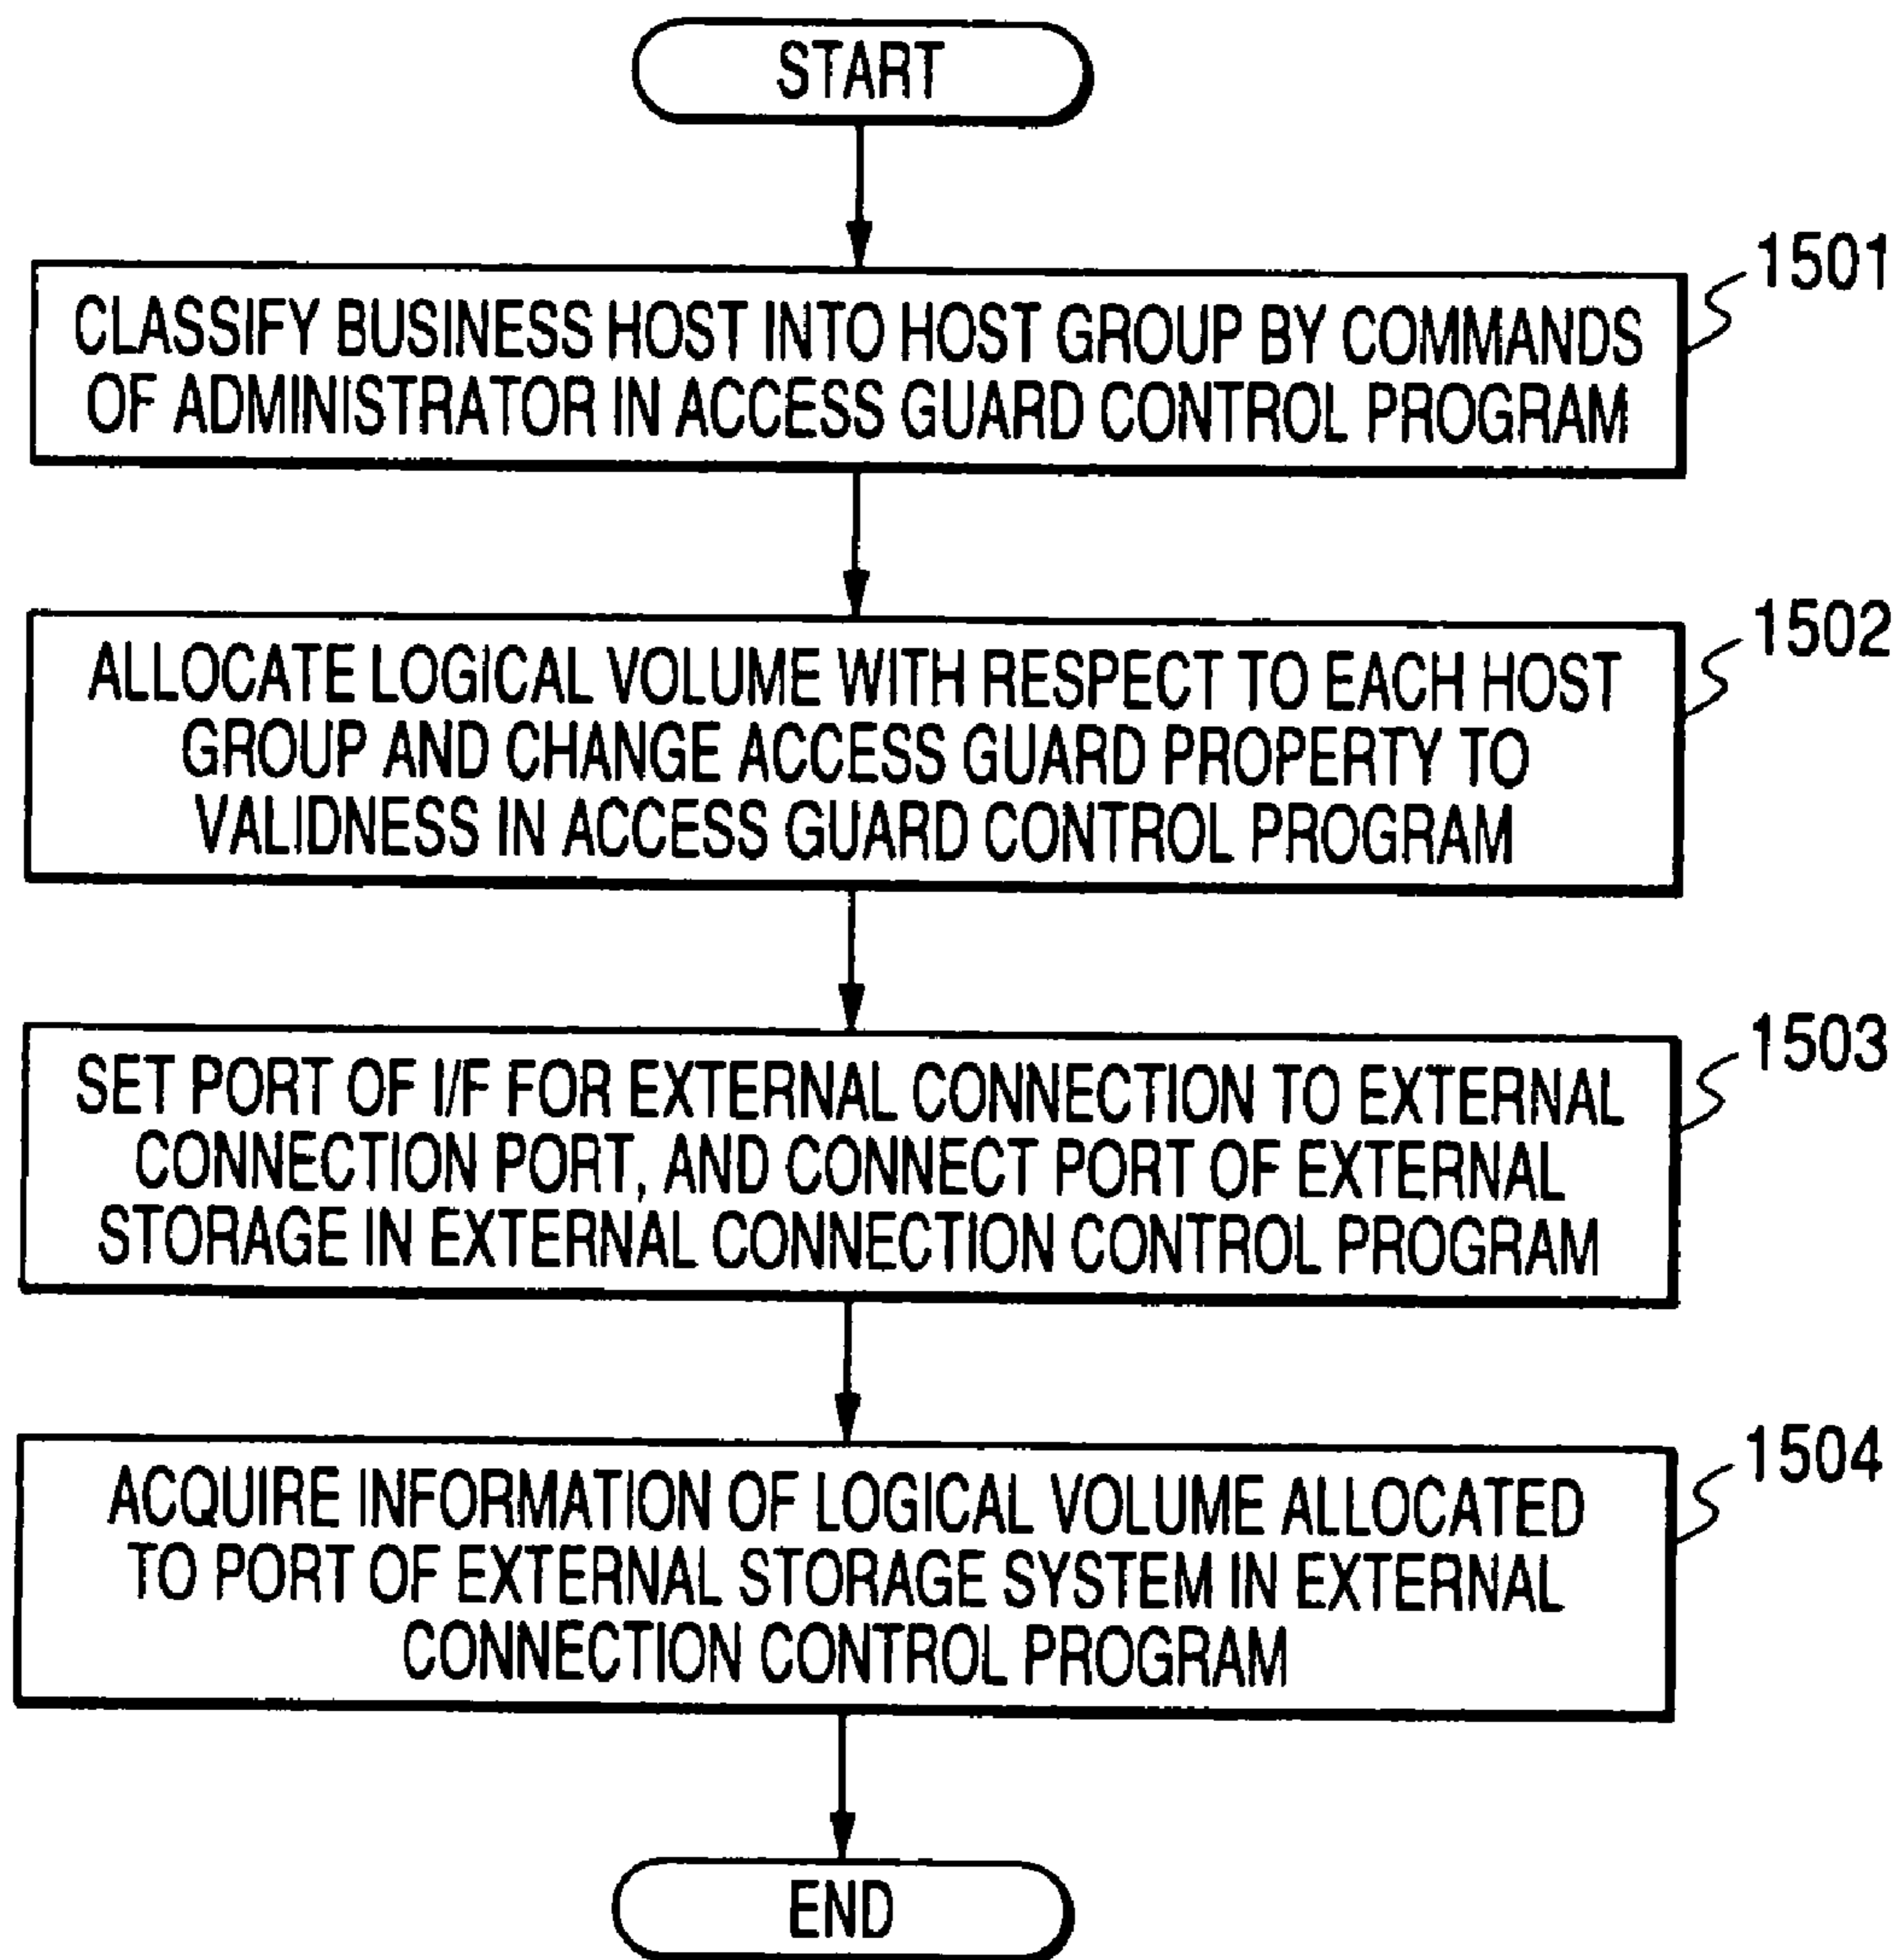 START
1501
CLASSIFY BUSINESS HOST INTO HOST GROUP BY COMMANDS
OF ADMINISTRATOR IN ACCESS GUARD CONTROL PROGRAM
1502
ALLOCATE LOGICAL VOLUME WITH RESPECT TO EACH HOST
GROUP AND CHANGE ACCESS GUARD PROPERTY TO
VALIDNESS IN ACCESS GUARD CONTROL PROGRAM
1503
SET PORT OF I/F FOR EXTERNAL CONNECTION TO EXTERNAL
CONNECTION PORT, AND CONNECT PORT OF EXTERNAL
STORAGE IN EXTERNAL CONNECTION CONTROL PROGRAM
1504
ACQUIRE INFORMATION OF LOGICAL VOLUME ALLOCATED
TO PORT OF EXTERNAL STORAGE SYSTEM IN EXTERNAL
CONNECTION CONTROL PROGRAM
END